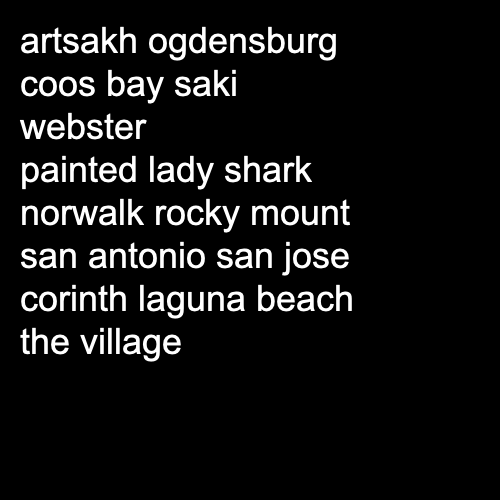 artsakh ogdensburg
coos bay saki
webster
painted lady shark
norwalk rocky mount
san antonio san jose
corinth laguna beach
the village